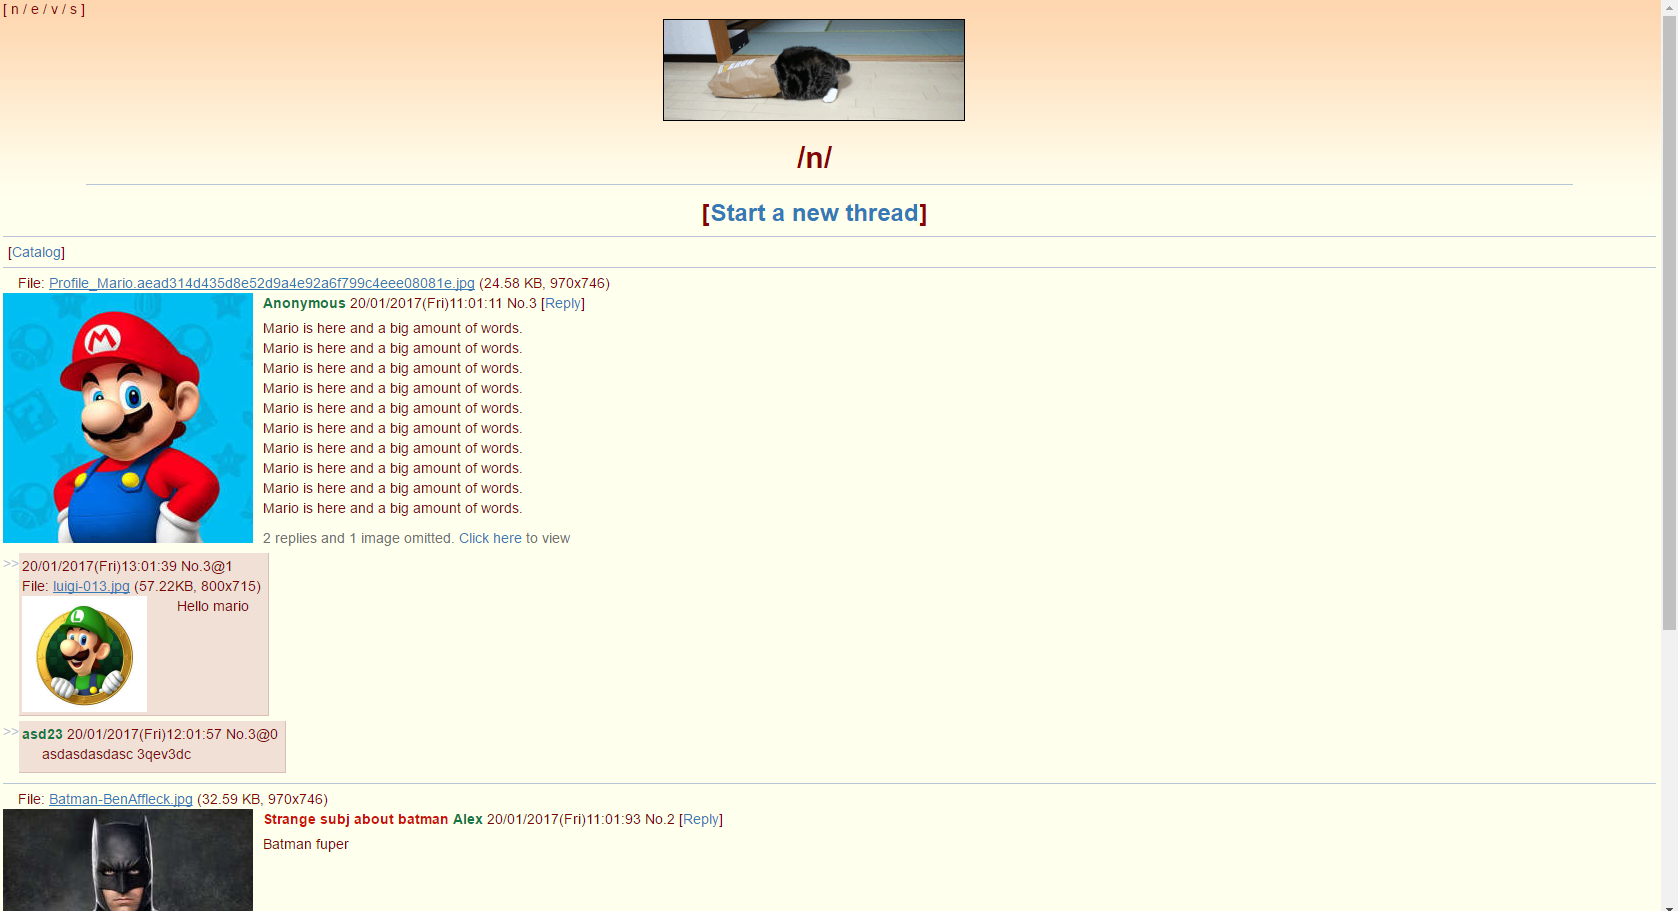 [ n / e / v / s ]
/n/
[Start a new thread]
[Catalog]
File: Profile_Mario.aead314d435d8e52d9a4e92a6f799c4eee08081e.jpg (24.58 KB, 970x746)
Anonymous 20/01/2017(Fri)11:01:11 No.3 [Reply]
Mario is here and a big amount of words.
Mario is here and a big amount of words.
Mario is here and a big amount of words.
Mario is here and a big amount of words.
Mario is here and a big amount of words.
Mario is here and a big amount of words.
Mario is here and a big amount of words.
Mario is here and a big amount of words.
Mario is here and a big amount of words.
Mario is here and a big amount of words.
2 replies and 1 image omitted. Click here to view
>> 20/01/2017(Fri)13:01:39 No.3@1
File: luigi-013.jpg (57.22KB, 800x715)
Hello mario
>> asd23 20/01/2017(Fri)12:01:57 No.3@0
asdasdasdasc 3qev3dc
File: Batman-BenAffleck.jpg (32.59 KB, 970x746)
Strange subj about batman Alex 20/01/2017(Fri)11:01:93 No.2 [Reply]
Batman fuper